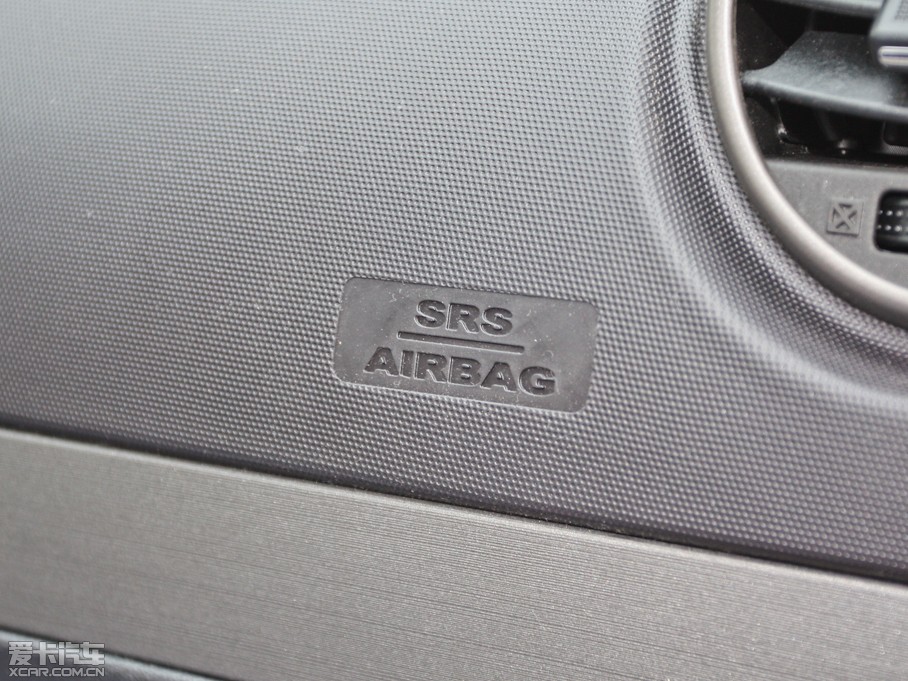 SRS
AIRBAG
爱卡汽车
XCAR.COM.CN